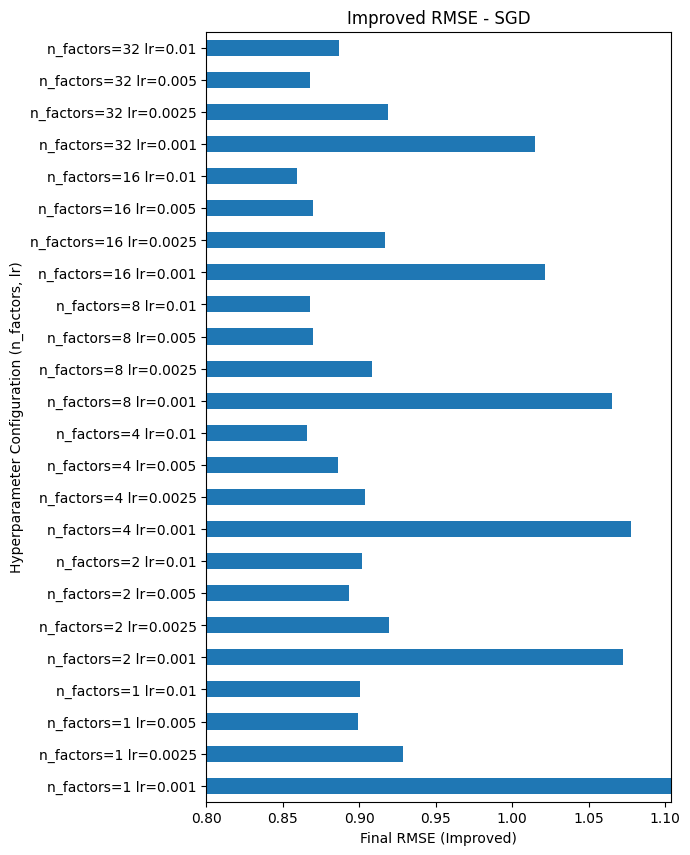 Improved RMSE - SGD
Hyperparameter Configuration (n_factors, lr)
n_factors=32 lr=0.01
n_factors=32 lr=0.005
n_factors=32 lr=0.0025
n_factors=32 lr=0.001
n_factors=16 lr=0.01
n_factors=16 lr=0.005
n_factors=16 lr=0.0025
n_factors=16 lr=0.001
n_factors=8 lr=0.01
n_factors=8 lr=0.005
n_factors=8 lr=0.0025
n_factors=8 lr=0.001
n_factors=4 lr=0.01
n_factors=4 lr=0.005
n_factors=4 lr=0.0025
n_factors=4 lr=0.001
n_factors=2 lr=0.01
n_factors=2 lr=0.005
n_factors=2 lr=0.0025
n_factors=2 lr=0.001
n_factors=1 lr=0.01
n_factors=1 lr=0.005
n_factors=1 lr=0.0025
n_factors=1 lr=0.001
0.80 0.85 0.90 0.95 1.00 1.05 1.10
Final RMSE (Improved)